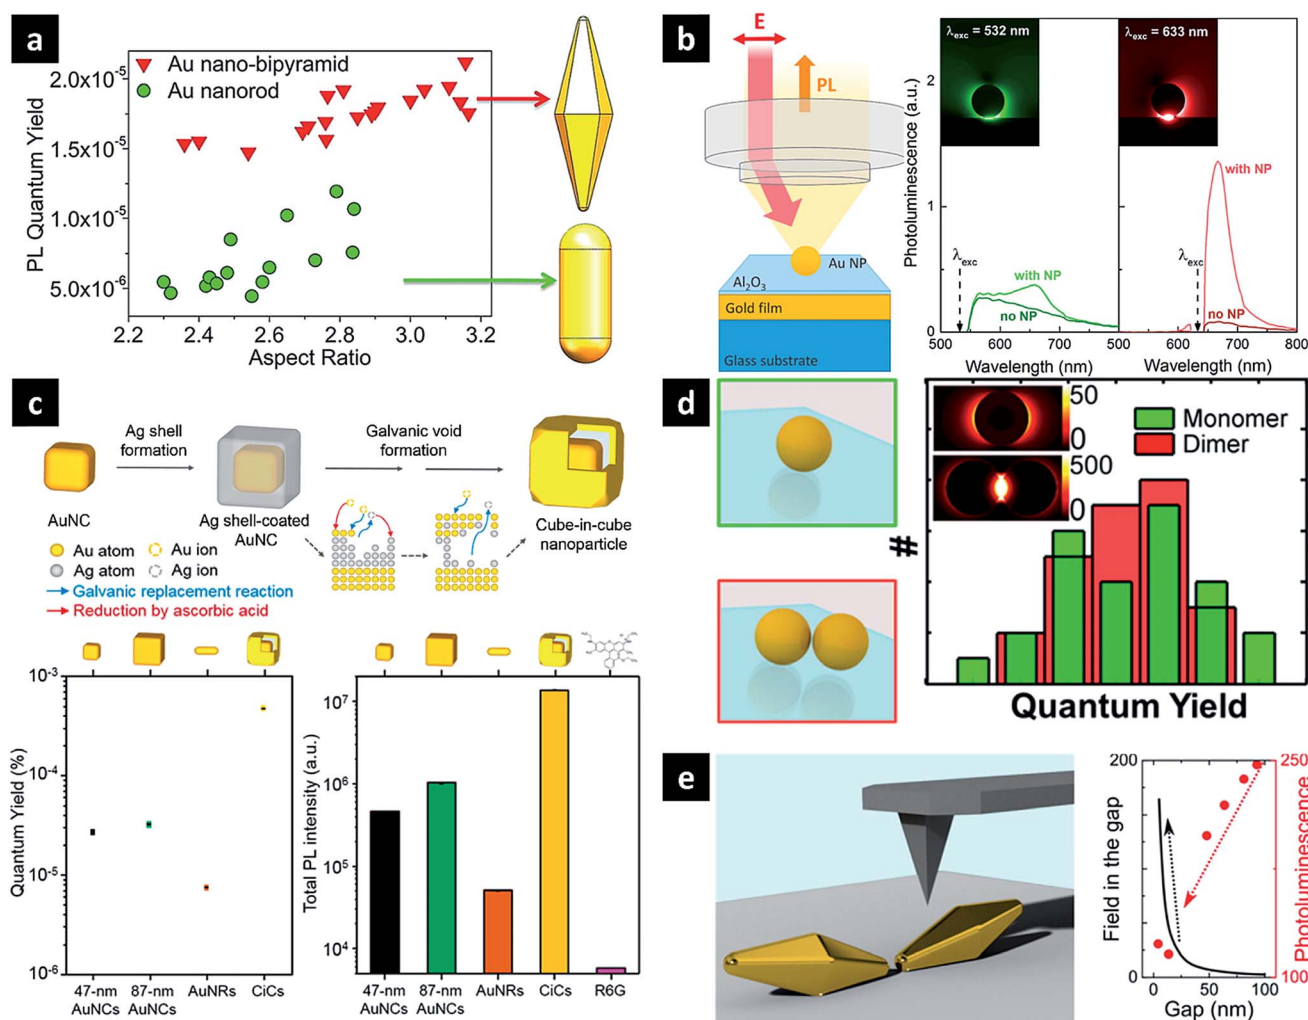 a
Au nano-bipyramid
Au nanorod
PL Quantum Yield
2.0x10-5
1.5x10-5
1.0x10-5
5.0x10-6
2.2 2.4 2.6 2.8 3.0 3.2
Aspect Ratio
b
E
PL
Au NP
Al2O3
Gold film
Glass substrate
Photoluminescence (a.u.)
2
1
0
λexc = 532 nm
λexc = 633 nm
with NP
λexc
λexc
with NP
no NP
no NP
500 600 700 500 600 700 800
Wavelength (nm) Wavelength (nm)
c
Ag shell
formation
Galvanic void
formation
AuNC
Ag shell-coated
AuNC
Cube-in-cube
nanoparticle
Au atom Au ion
Ag atom Ag ion
Galvanic replacement reaction
Reduction by ascorbic acid
Quantum Yield (%)
10-3
10-4
10-5
10-6
47-nm
AuNCs
87-nm
AuNCs
AuNRs
CiCs
Total PL intensity (a.u.)
107
106
105
104
47-nm
AuNCs
87-nm
AuNCs
AuNRs
CiCs
R6G
d
50
0
500
0
Monomer
Dimer
#
Quantum Yield
e
Field in the gap
200
0
0 50 100
Gap (nm)
250
100
Photoluminescence